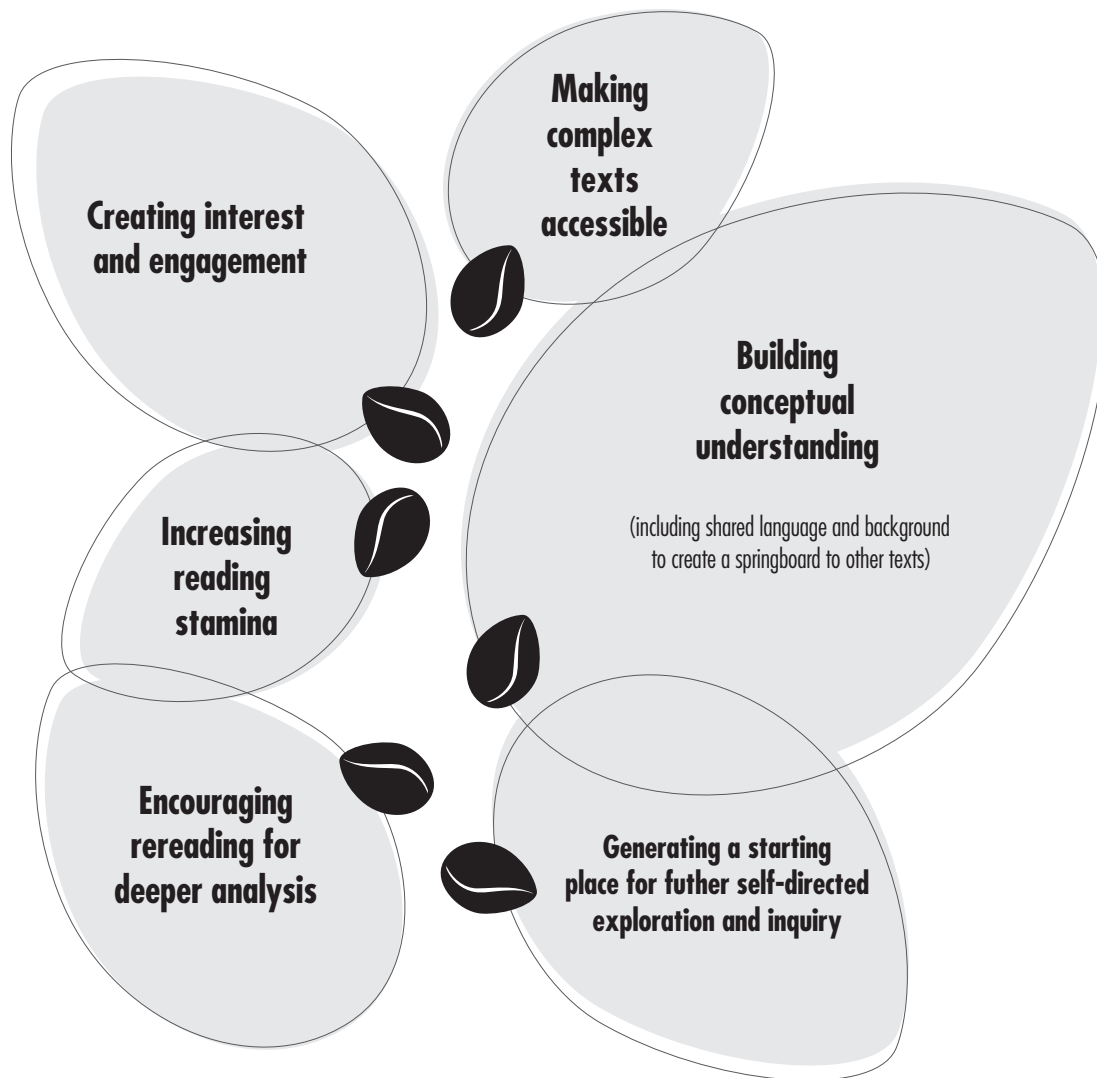 Making
complex
texts
accessible
Creating interest
and engagement
Building
conceptual
understanding
(including shared language and background
to create a springboard to other texts)
Increasing
reading
stamina
Encouraging
rereading for
deeper analysis
Generating a starting
place for futher self-directed
exploration and inquiry